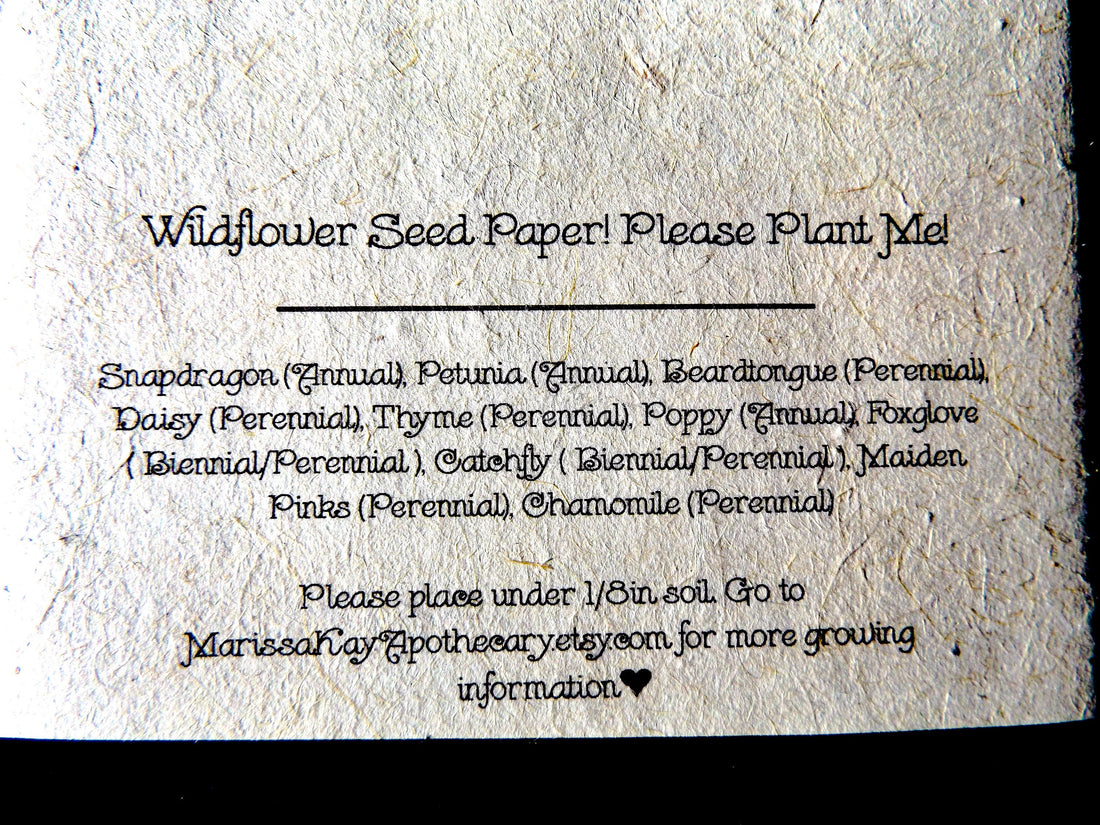 Wildflower Seed Paper! Please Plant Me!
Snapdragon (Annual), Petunia (Annual), Beardtongue (Perennial),
Daisy (Perennial), Thyme (Perennial), Poppy (Annual), Foxglove
( Biennial/Perennial ), Catchfly ( Biennial/Perennial ), Maiden
Pinks (Perennial), Chamomile (Perennial)
Please place under 1/8in soil. Go to
MarissaKayApothecary.etsy.com for more growing
information♥